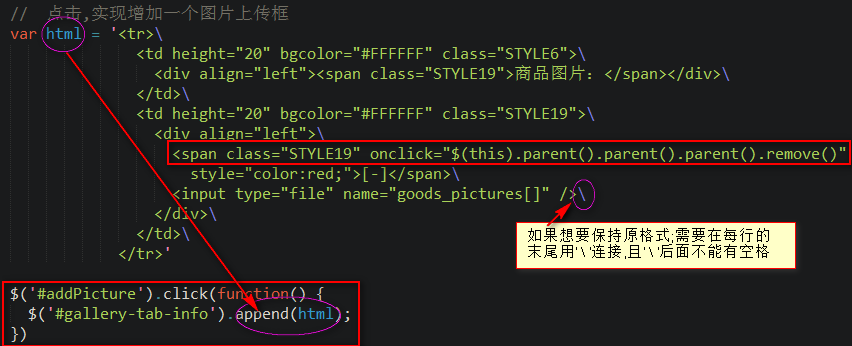 //  点击,实现增加一个图片上传框
var html = '<tr>\
<td height="20" bgcolor="#FFFFFF" class="STYLE6">\
<div align="left"><span class="STYLE19">商品图片: </span></div>\
</td>\
<td height="20" bgcolor="#FFFFFF" class="STYLE19">\
<div align="left">\
<span class="STYLE19" onclick="$(this).parent().parent().parent().remove()"
style="color:red;">[-]</span>\
<input type="file" name="goods_pictures[]" />\
</div>\
</td>\
</tr>'
如果想要保持原格式;需要在每行的
末尾用'\'连接,且'\'后面不能有空格
$('#addPicture').click(function() {
$('#gallery-tab-info').append(html);
})